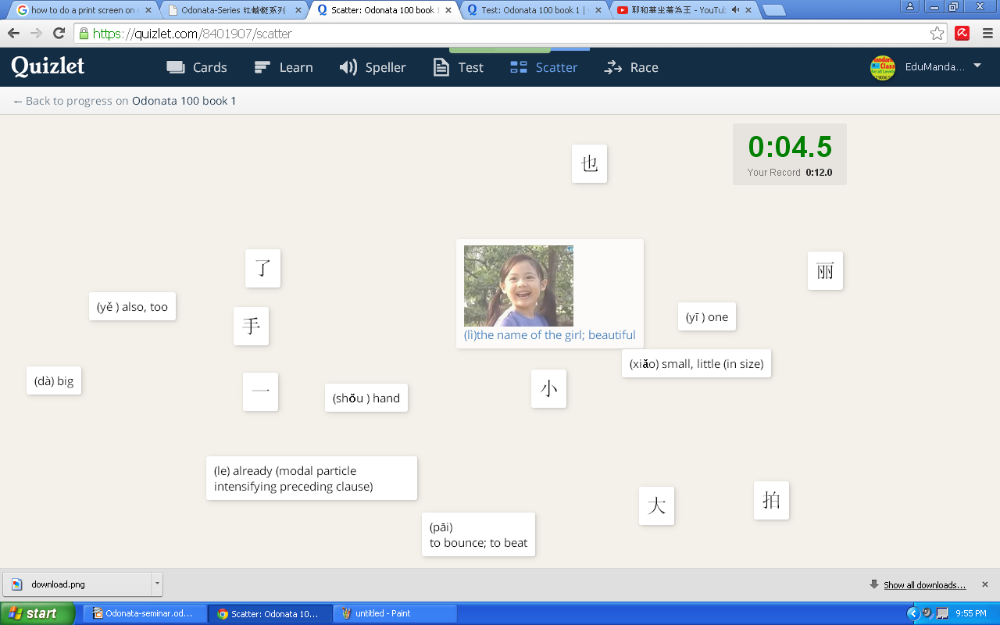 how to do a print screen on
Odonata-Series 红蜻蜓系列
Scatter: Odonata 100 book 1
Test: Odonata 100 book 1 |
耶和華坐著為王 - YouTub
https://quizlet.com/8401907/scatter
Quizlet
Cards
Learn
Speller
Test
Scatter
Race
EduManda...
← Back to progress on Odonata 100 book 1
0:04.5
Your Record 0:12.0
也
了
丽
(yě ) also, too
手
(lì)the name of the girl; beautiful
(yī ) one
(xiǎo) small, little (in size)
(dà) big
一
(shǒu ) hand
小
(le) already (modal particle
intensifying preceding clause)
大
拍
(pāi)
to bounce; to beat
download.png
Show all downloads...
start
Odonata-seminar.od...
Scatter: Odonata 10...
untitled - Paint
9:55 PM